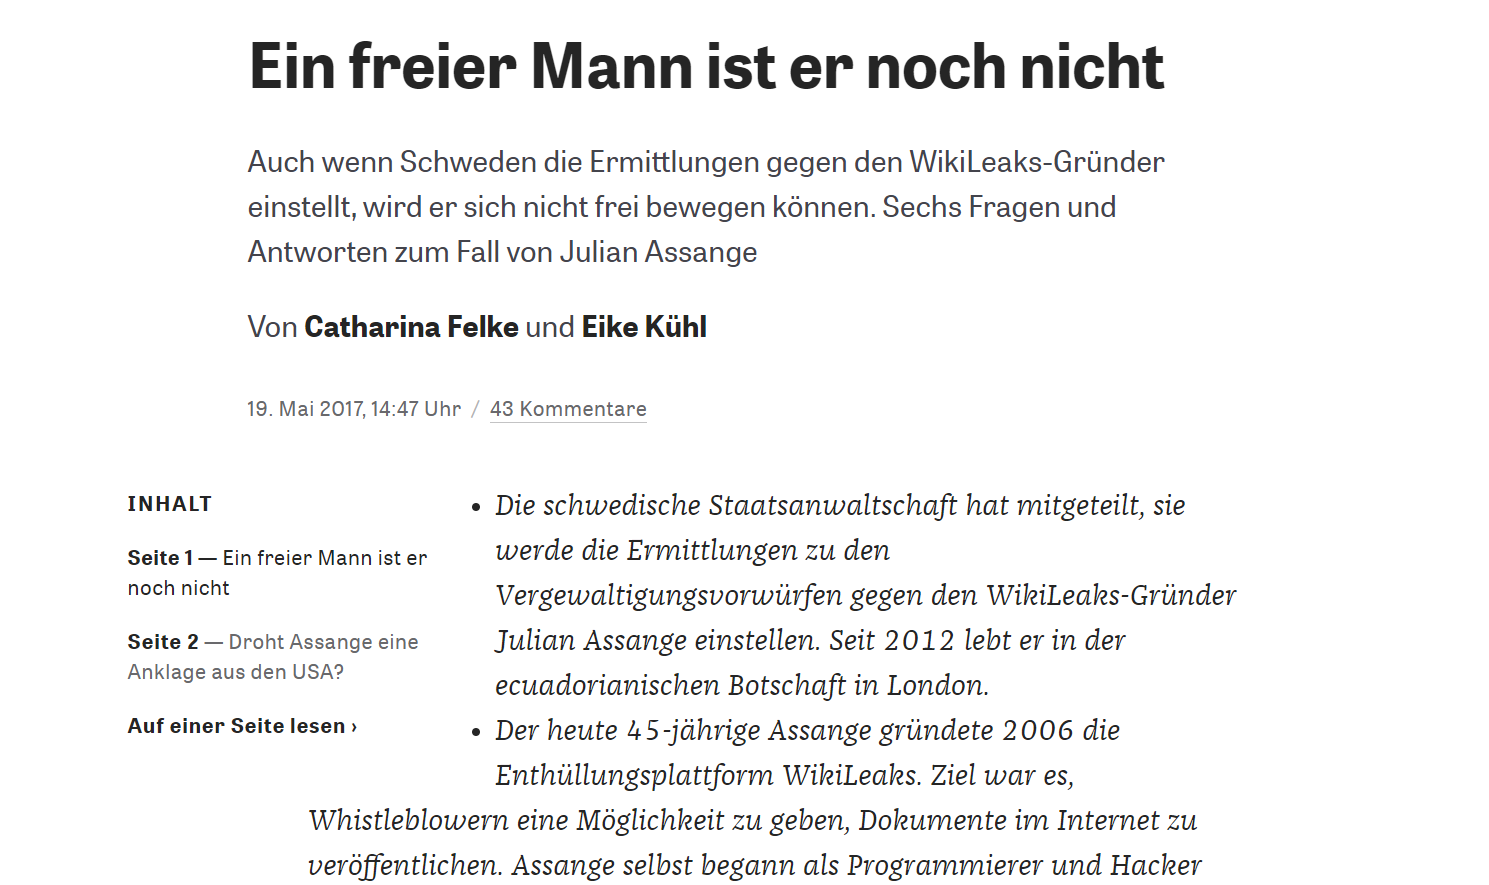 Ein freier Mann ist er noch nicht
Auch wenn Schweden die Ermittlungen gegen den WikiLeaks-Gründer
einstellt, wird er sich nicht frei bewegen können. Sechs Fragen und
Antworten zum Fall von Julian Assange
Von Catharina Felke und Eike Kühl
19. Mai 2017, 14:47 Uhr / 43 Kommentare
INHALT
Seite 1 — Ein freier Mann ist er
noch nicht
Seite 2 — Droht Assange eine
Anklage aus den USA?
Auf einer Seite lesen ›
• Die schwedische Staatsanwaltschaft hat mitgeteilt, sie
werde die Ermittlungen zu den
Vergewaltigungsvorwürfen gegen den WikiLeaks-Gründer
Julian Assange einstellen. Seit 2012 lebt er in der
ecuadorianischen Botschaft in London.
• Der heute 45-jährige Assange gründete 2006 die
Enthüllungsplattform WikiLeaks. Ziel war es,
Whistleblowern eine Möglichkeit zu geben, Dokumente im Internet zu
veröffentlichen. Assange selbst begann als Programmierer und Hacker